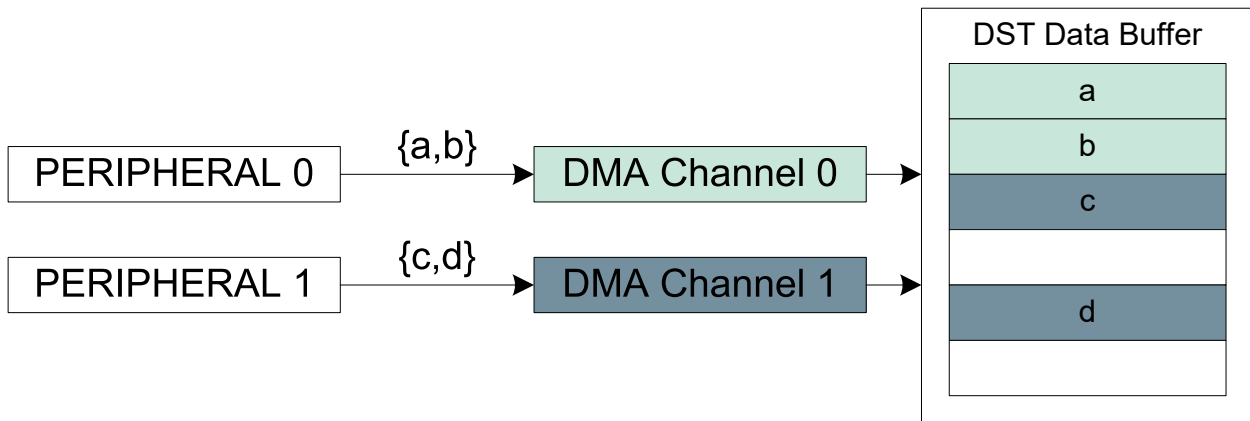 DST Data Buffer
a
{a,b}
b
PERIPHERAL 0
DMA Channel 0
c
{c,d}
PERIPHERAL 1
DMA Channel 1
d